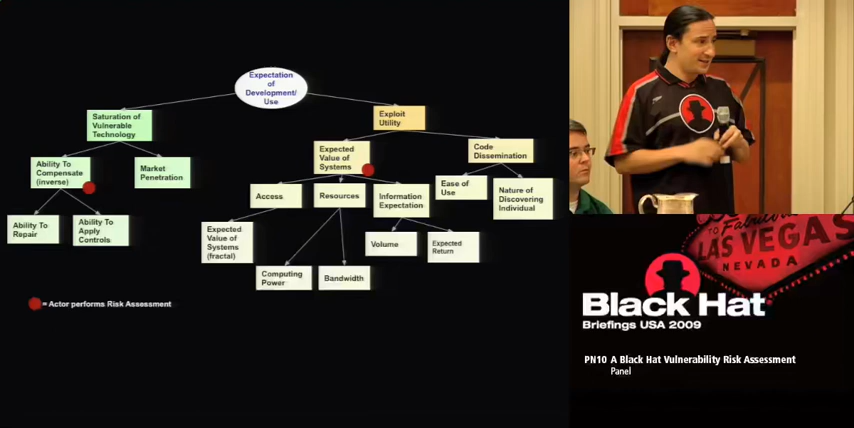 Expectation
of
Development/
Use
Saturation of
Vulnerable
Technology
Exploit
Utility
Ability To
Compensate
(inverse)
Market
Penetration
Expected
Value of
Systems
Code
Dissemination
Ability To
Repair
Ability To
Apply
Controls
Access
Resources
Information
Expectation
Ease of
Use
Nature of
Discovering
Individual
Expected
Value of
Systems
(fractal)
Computing
Power
Bandwidth
Volume
Expected
Return
= Actor performs Risk Assessment
TO Fabulous
LAS VEGAS
NEVADA
Black Hat
Briefings USA 2009
PN10 A Black Hat Vulnerability Risk Assessment
Panel